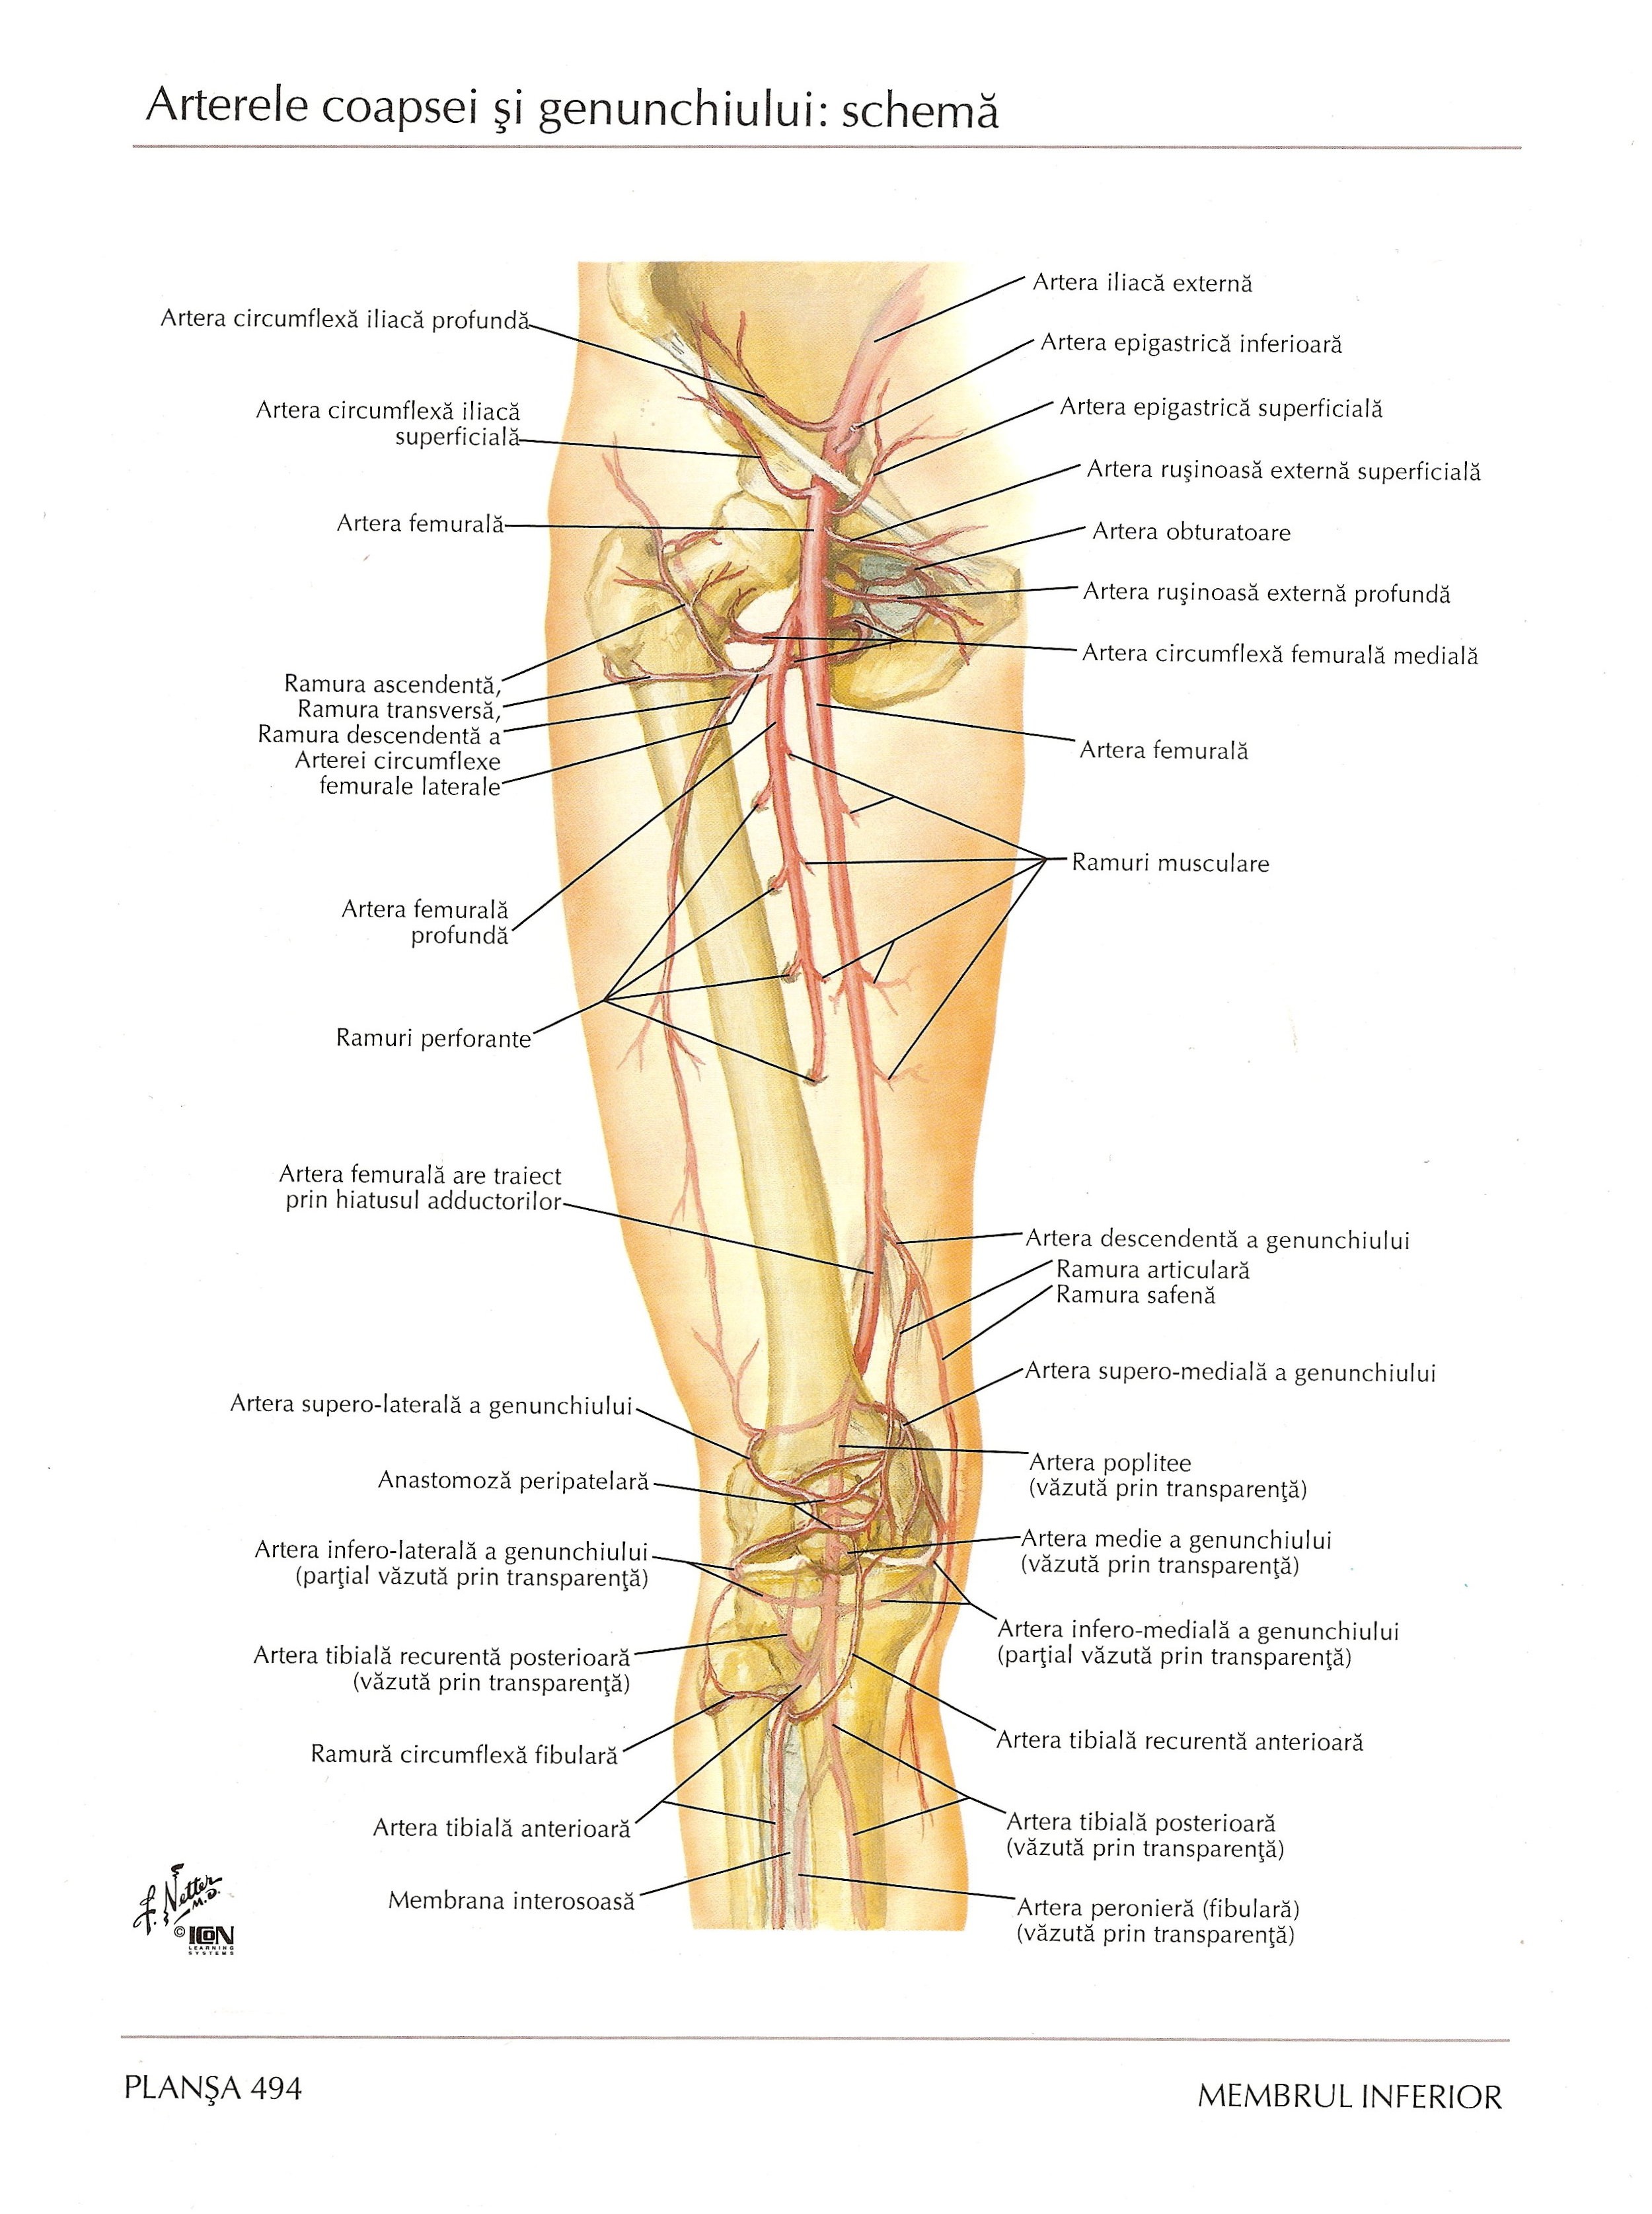 Arterele coapsei şi genunchiului: schemă
Artera circumflexă iliacă profundă
Artera circumflexă iliacă
superficială
Artera femurală
Ramura ascendentă,
Ramura transversă,
Ramura descendentă a
Arterei circumflexe
femurale laterale
Artera femurală
profundă
Ramuri perforante
Artera femurală are traiect
prin hiatusul adductorilor
Artera supero-laterală a genunchiului
Anastomoză peripatelară
Artera infero-laterală a genunchiului
(parţial văzută prin transparenţă)
Artera tibială recurentă posterioară
(văzută prin transparenţă)
Ramură circumflexă fibulară
Artera tibială anterioară
Membrana interosoasă
Artera iliacă externă
Artera epigastrică inferioară
Artera epigastrică superficială
Artera ruşinoasă externă superficială
Artera obturatoare
Artera ruşinoasă externă profundă
Artera circumflexă femurală medială
Artera femurală
Ramuri musculare
Artera descendentă a genunchiului
Ramura articulară
Ramura safenă
Artera supero-medială a genunchiului
Artera poplitee
(văzută prin transparenţă)
Artera medie a genunchiului
(văzută prin transparenţă)
Artera infero-medială a genunchiului
(parţial văzută prin transparenţă)
Artera tibială recurentă anterioară
Artera tibială posterioară
(văzută prin transparenţă)
Artera peronieră (fibulară)
(văzută prin transparenţă)
F. Netter
M.D.
© ICON
LEARNING
SYSTEMS
PLANŞA 494
MEMBRUL INFERIOR